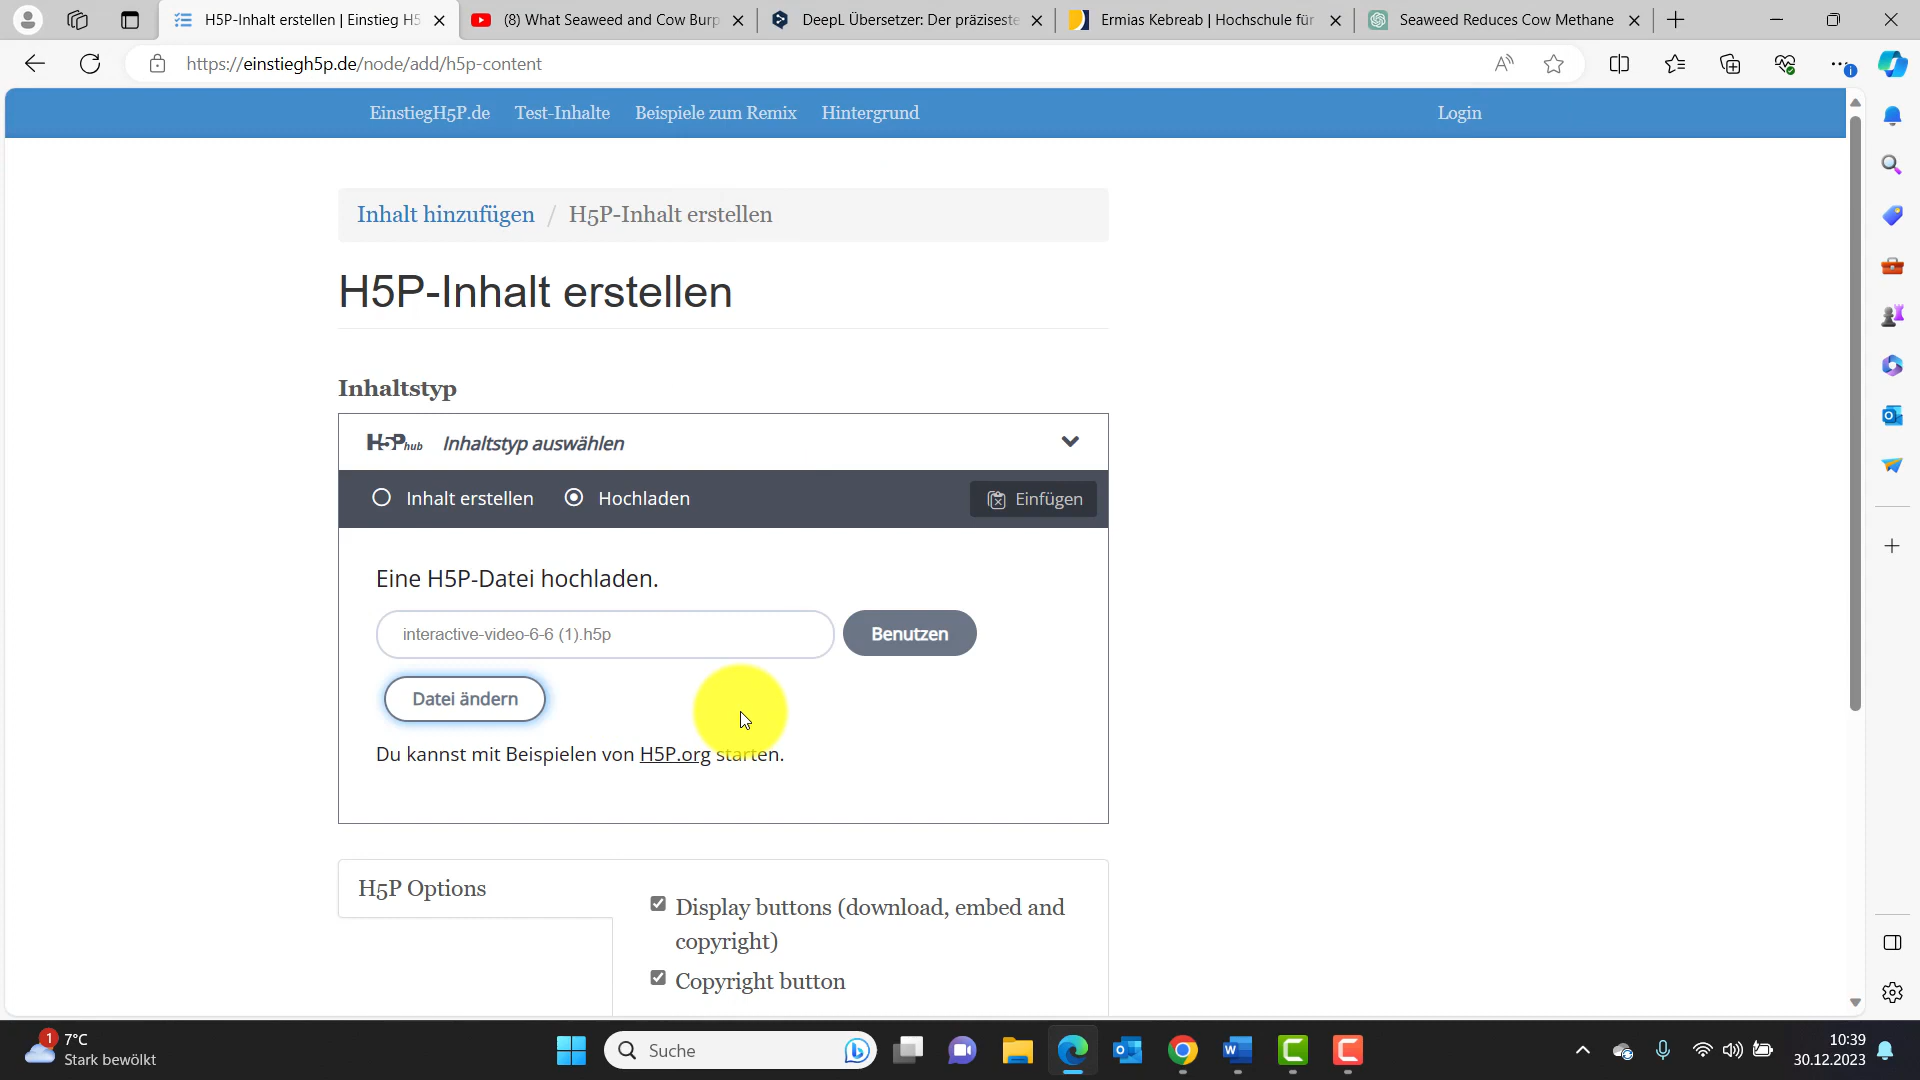 H5P-Inhalt erstellen | Einstieg H5
(8) What Seaweed and Cow Burp
DeepL Übersetzer: Der präziseste
Ermias Kebreab | Hochschule für
Seaweed Reduces Cow Methane
https://einstiegh5p.de/node/add/h5p-content
EinstiegH5P.de
Test-Inhalte
Beispiele zum Remix
Hintergrund
Login
Inhalt hinzufügen / H5P-Inhalt erstellen
H5P-Inhalt erstellen
Inhaltstyp
H5P hub Inhaltstyp auswählen
Inhalt erstellen
Hochladen
Einfügen
Eine H5P-Datei hochladen.
interactive-video-6-6 (1).h5p
Benutzen
Datei ändern
Du kannst mit Beispielen von H5P.org starten.
H5P Options
Display buttons (download, embed and
copyright)
Copyright button
1
7°C
Stark bewölkt
Suche
10:39
30.12.2023